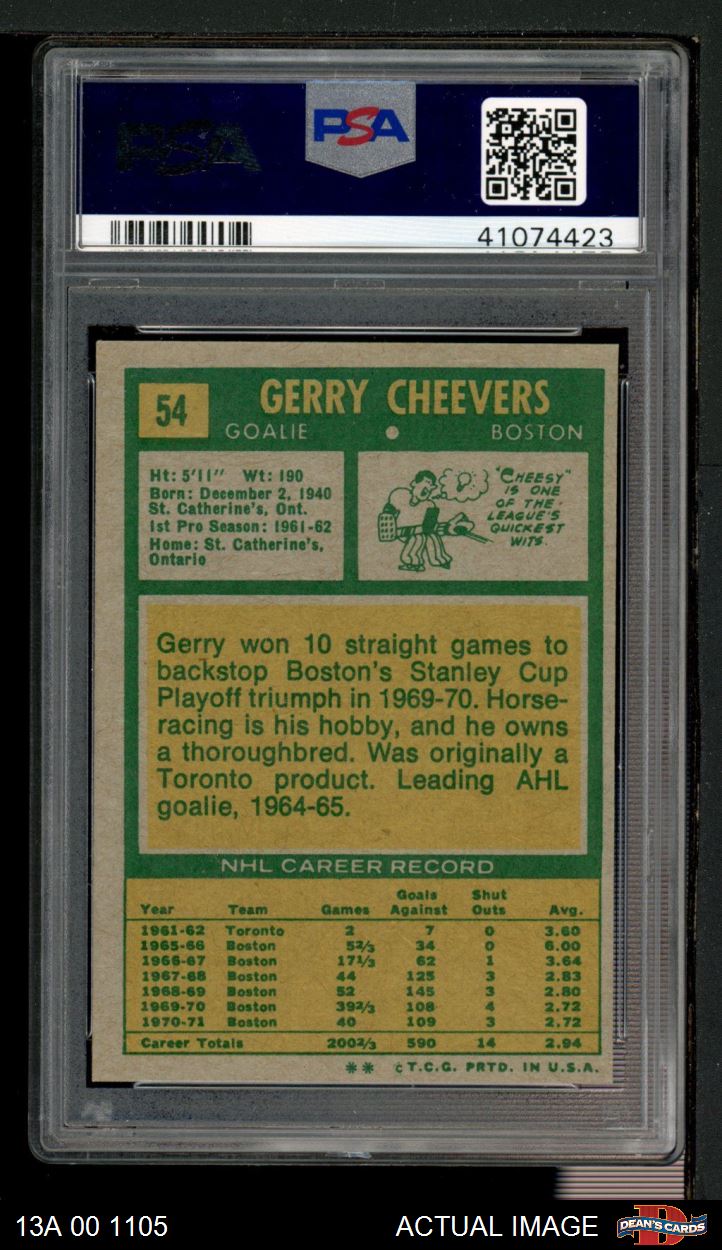 PSA
PSA
41074423
54
GERRY CHEEVERS
GOALIE
BOSTON
Ht: 5'11" Wt: 190
Born: December 2, 1940
St. Catherine's, Ont.
1st Pro Season: 1961-62
Home: St. Catherine's,
Ontario
"CHEESY"
IS ONE
OF THE
LEAGUE'S
QUICKEST
WITS.
Gerry won 10 straight games to
backstop Boston's Stanley Cup
Playoff triumph in 1969-70. Horse-
racing is his hobby, and he owns
a thoroughbred. Was originally a
Toronto product. Leading AHL
goalie, 1964-65.
NHL CAREER RECORD
Goals Shut
Year Team Games Against Outs Avg.
1961-62 Toronto 2 7 0 3.60
1965-66 Boston 5 2/3 34 0 6.00
1966-67 Boston 17 1/3 62 1 3.64
1967-68 Boston 44 125 3 2.83
1968-69 Boston 52 145 3 2.80
1969-70 Boston 39 2/3 108 4 2.72
1970-71 Boston 40 109 3 2.72
Career Totals 200 2/3 590 14 2.94
** © T.C.G. PRTD. IN U.S.A.
13A 00 1105
ACTUAL IMAGE
DEAN'S CARDS